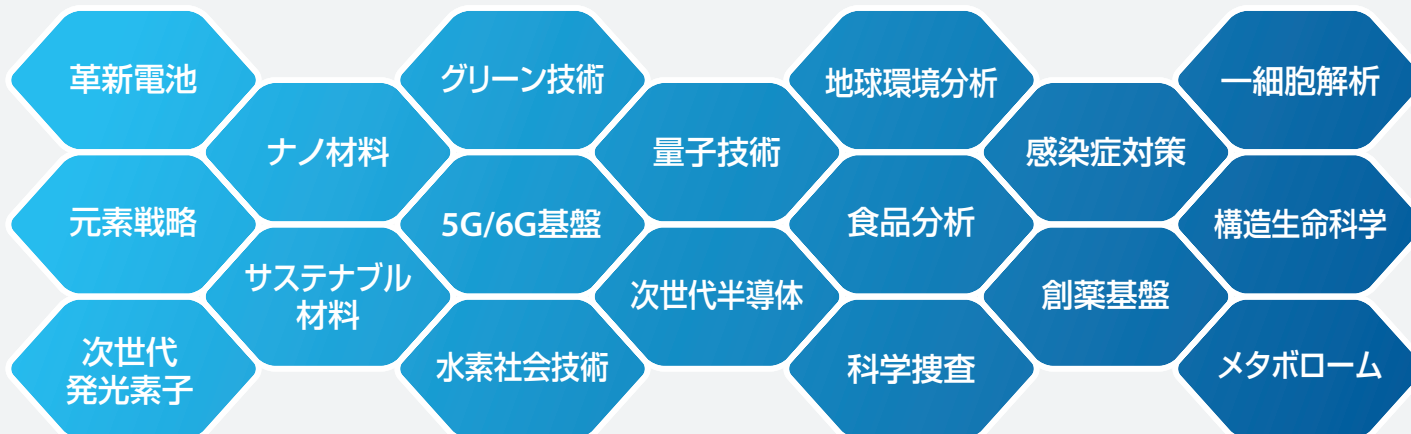 革新電池
グリーン技術
地球環境分析
一細胞解析
ナノ材料
量子技術
感染症対策
元素戦略
5G/6G基盤
食品分析
構造生命科学
サステナブル
材料
次世代半導体
創薬基盤
次世代
発光素子
水素社会技術
科学捜査
メタボローム